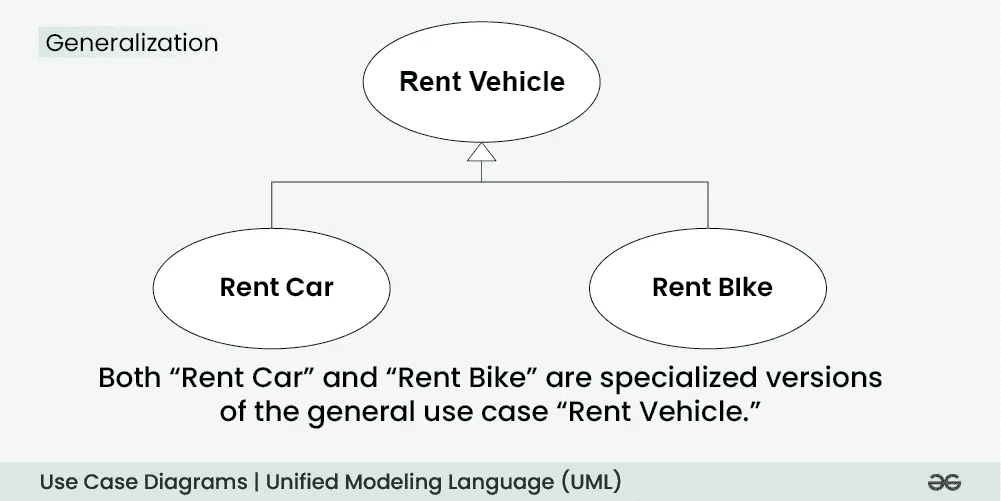 Generalization
Rent Vehicle
Rent Car
Rent BIke
Both “Rent Car” and “Rent Bike” are specialized versions
of the general use case “Rent Vehicle.”
Use Case Diagrams | Unified Modeling Language (UML)